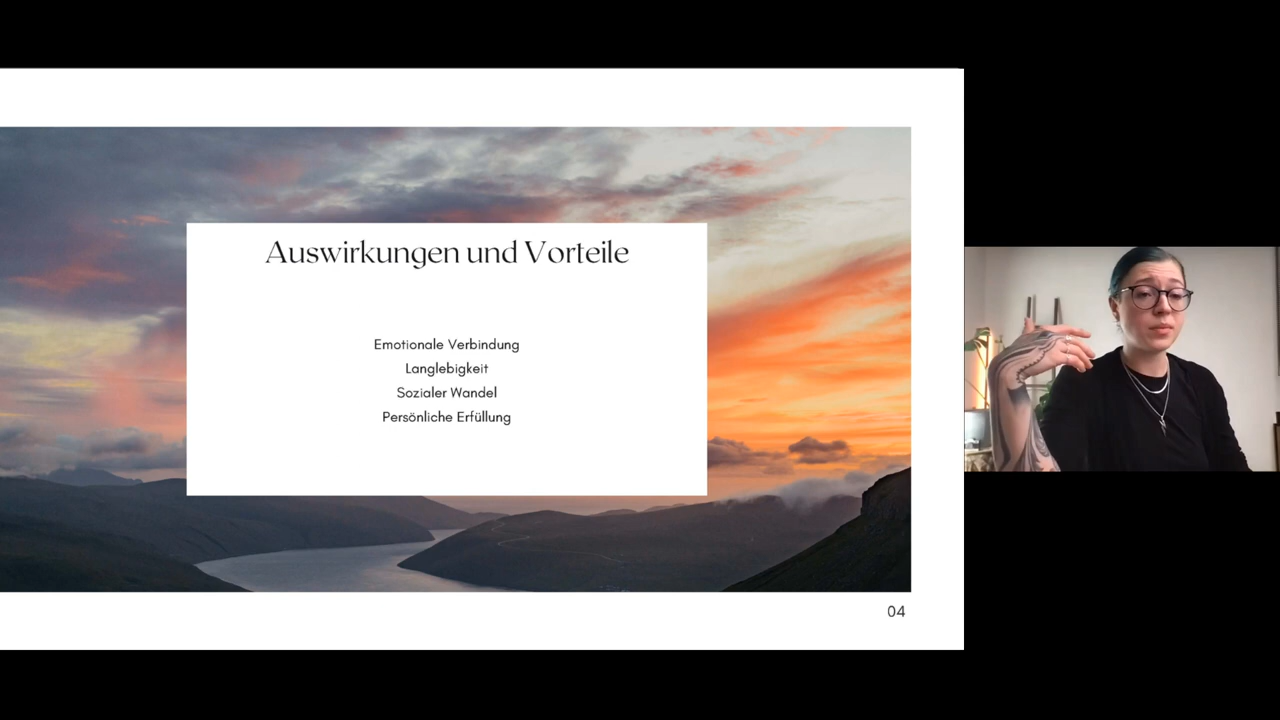 Auswirkungen und Vorteile
Emotionale Verbindung
Langlebigkeit
Sozialer Wandel
Persönliche Erfüllung
04